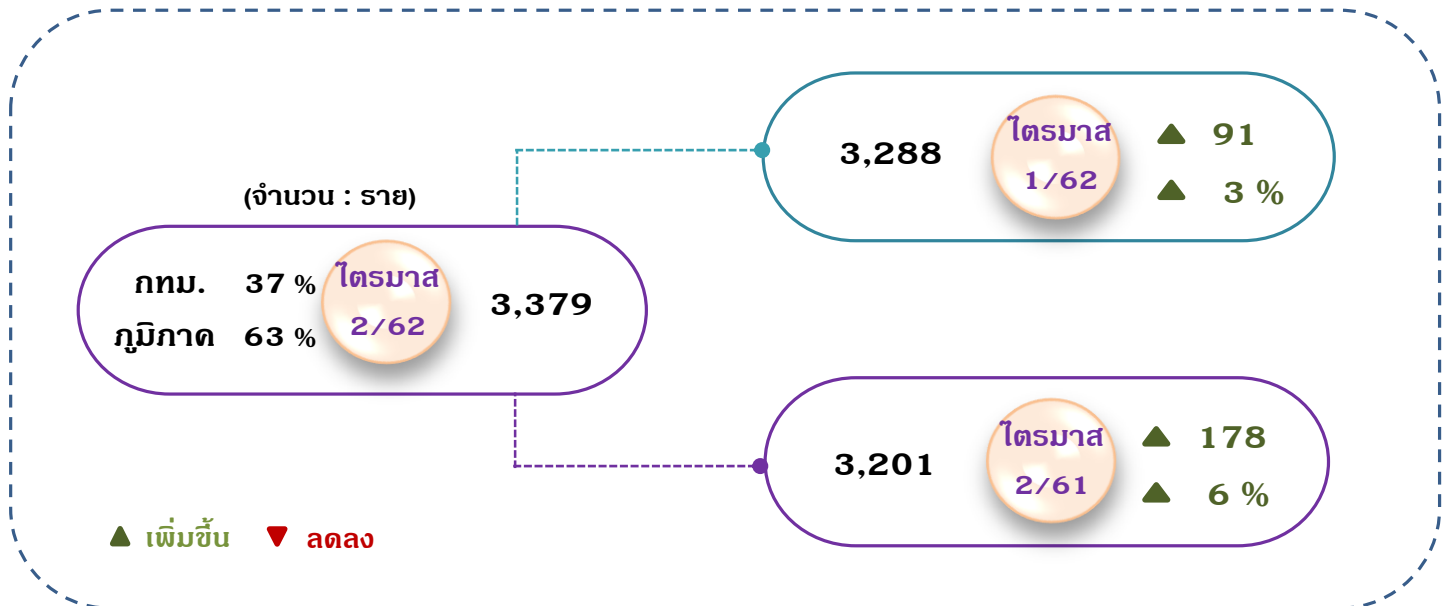 (จำนวน : ราย)
กทม. 37 %
ภูมิภาค 63 %
ไตรมาส
2/62
3,379
3,288
ไตรมาส
1/62
▲ 91
▲ 3 %
3,201
ไตรมาส
2/61
▲ 178
▲ 6 %
▲ เพิ่มขึ้น ▼ ลดลง